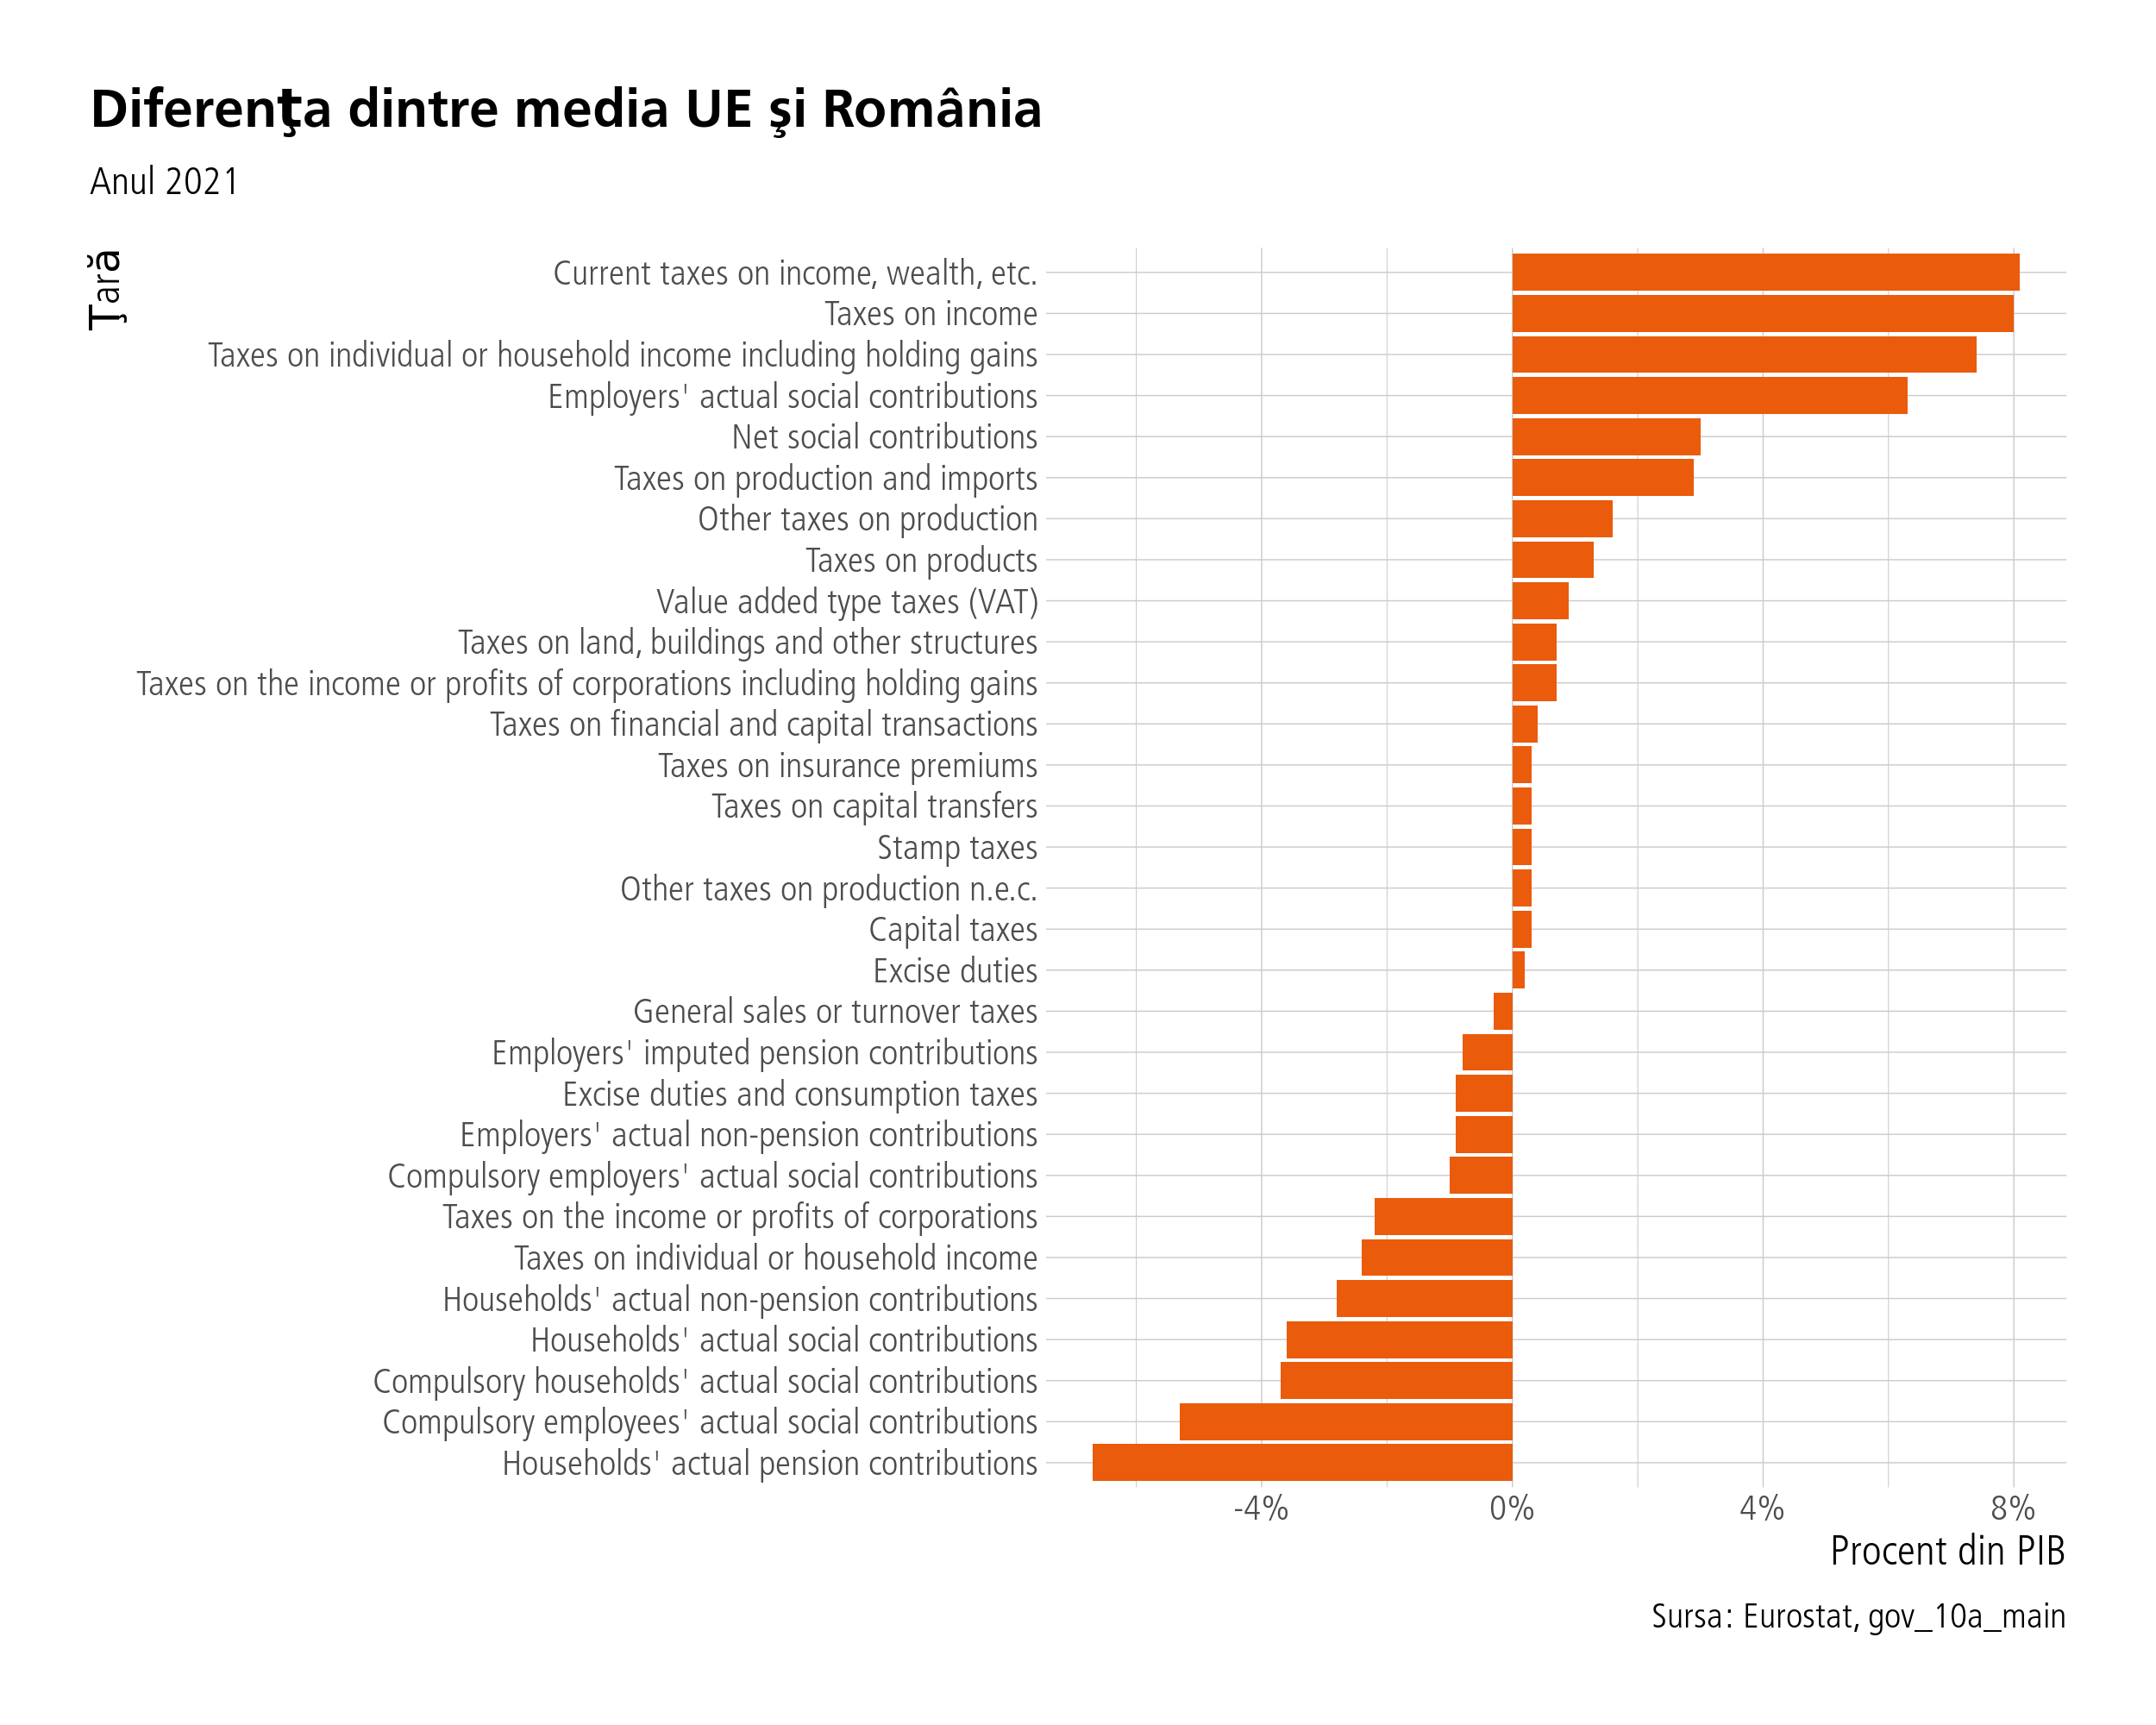 Diferenţa dintre media UE şi România
Anul 2021
Ţară
Current taxes on income, wealth, etc.
Taxes on income
Taxes on individual or household income including holding gains
Employers' actual social contributions
Net social contributions
Taxes on production and imports
Other taxes on production
Taxes on products
Value added type taxes (VAT)
Taxes on land, buildings and other structures
Taxes on the income or profits of corporations including holding gains
Taxes on financial and capital transactions
Taxes on insurance premiums
Taxes on capital transfers
Stamp taxes
Other taxes on production n.e.c.
Capital taxes
Excise duties
General sales or turnover taxes
Employers' imputed pension contributions
Excise duties and consumption taxes
Employers' actual non-pension contributions
Compulsory employers' actual social contributions
Taxes on the income or profits of corporations
Taxes on individual or household income
Households' actual non-pension contributions
Households' actual social contributions
Compulsory households' actual social contributions
Compulsory employees' actual social contributions
Households' actual pension contributions
-4% 0% 4% 8%
Procent din PIB
Sursa: Eurostat, gov_10a_main